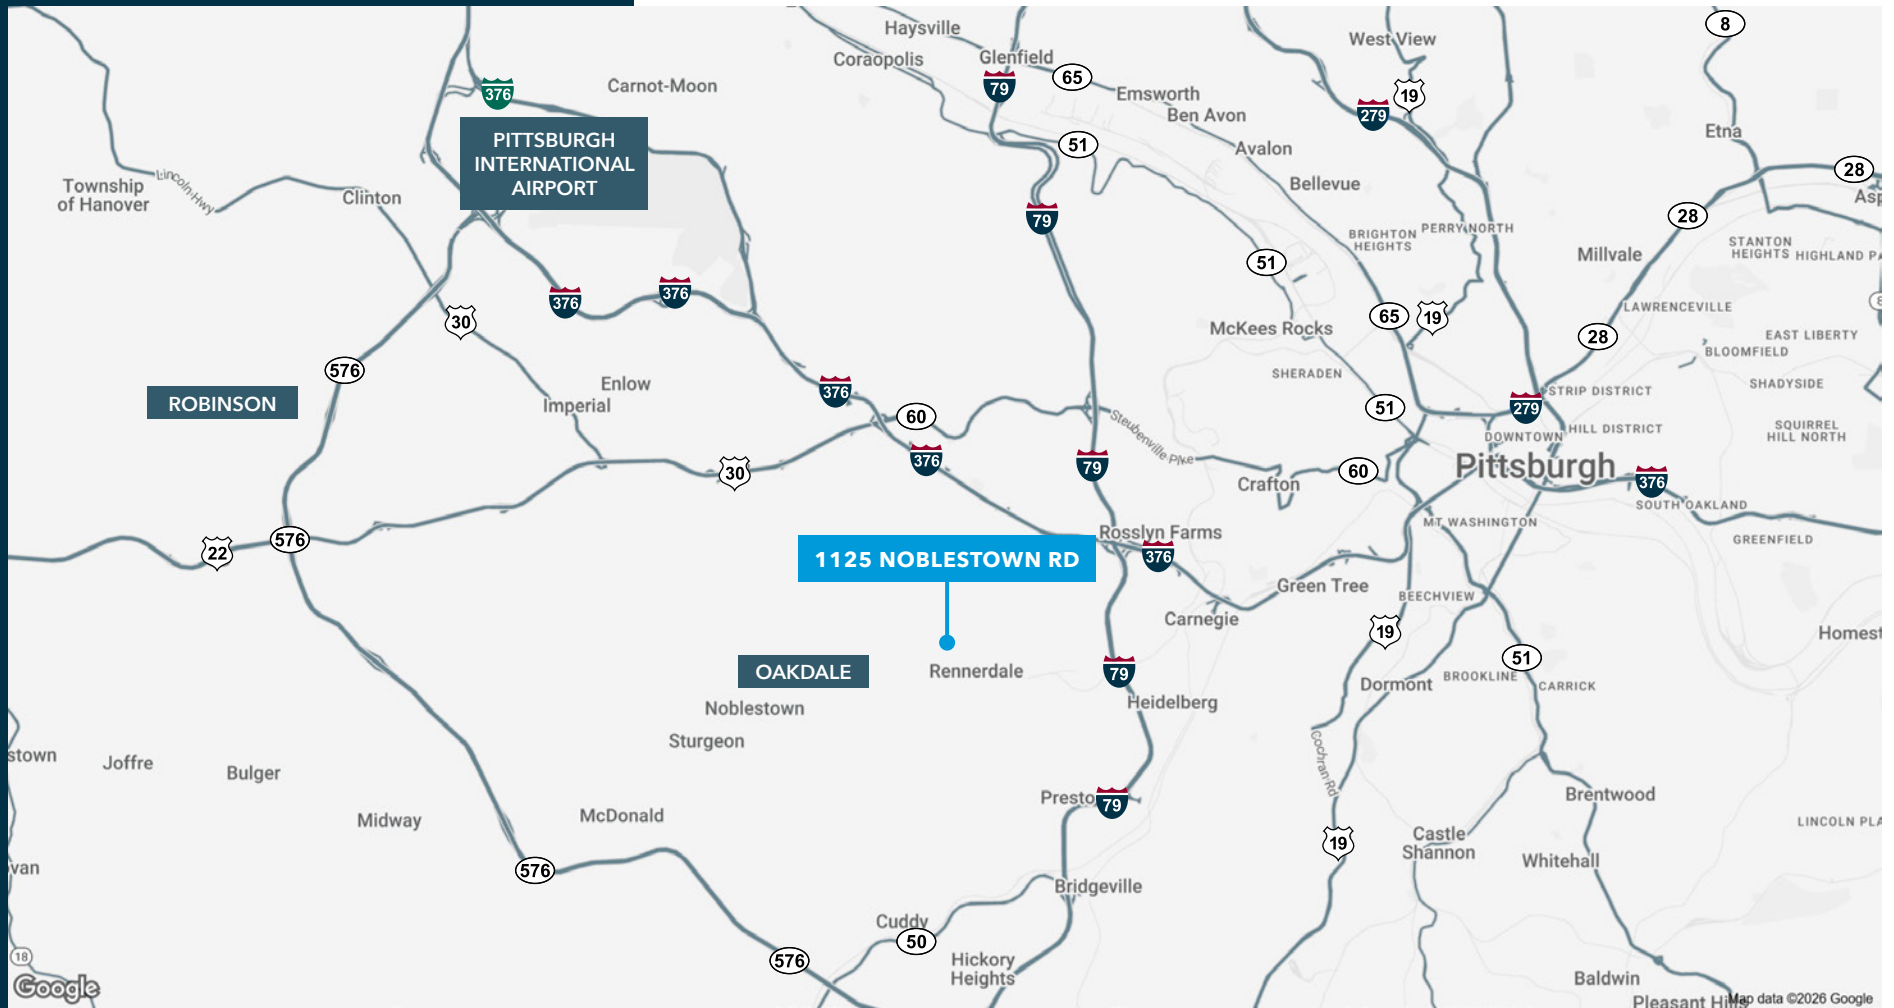 8
Haysville
West View
Coraopolis
Glenfield
65
Carnot-Moon
376
79
19
Emsworth
Ben Avon
279
Etna
PITTSBURGH
INTERNATIONAL
AIRPORT
51
Avalon
28
Township
of Hanover
Lincoln Hwy
Clinton
Bellevue
Asp
79
28
BRIGHTON
HEIGHTS
PERRY NORTH
STANTON
HEIGHTS
HIGHLAND PA
Millvale
51
376
376
30
65
19
LAWRENCEVILLE
8
McKees Rocks
28
EAST LIBERTY
BLOOMFIELD
576
SHERADEN
SHADYSIDE
Enlow
376
STRIP DISTRICT
ROBINSON
Imperial
60
51
279
Steubenville Pike
HILL DISTRICT
DOWNTOWN
SQUIRREL
HILL NORTH
376
79
30
60
Pittsburgh
376
Crafton
SOUTH OAKLAND
MT WASHINGTON
Rosslyn Farms
576
22
376
GREENFIELD
1125 NOBLESTOWN RD
Green Tree
BEECHVIEW
Carnegie
19
Homest
51
OAKDALE
Rennerdale
79
BROOKLINE
Dormont
CARRICK
Heidelberg
Noblestown
Sturgeon
stown
Joffre
Bulger
Cochran Rd
Presto
79
Brentwood
McDonald
Midway
LINCOLN PLA
19
Castle
Shannon
Whitehall
van
576
Bridgeville
Cuddy
50
18
576
Hickory
Heights
Baldwin
Google
Pleasant Hills
Map data ©2026 Google